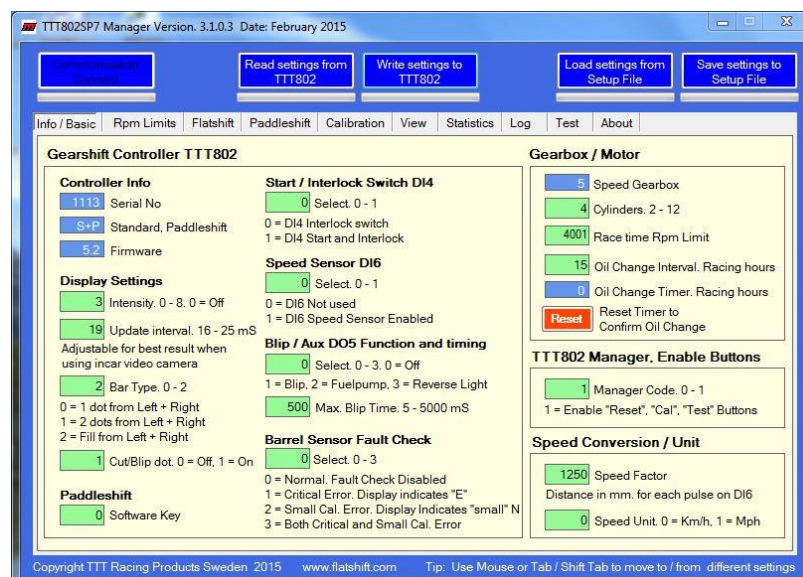 TTT802SP7 Manager Version. 3.1.0.3 Date: February 2015
Read settings from
TTT802
Write settings to
TTT802
Load settings from
Setup File
Save settings to
Setup File
Info / Basic Rpm Limits Flatshift Paddleshift Calibration View Statistics Log Test About
Gearshift Controller TTT802
Controller Info
1113 Serial No
S+P Standard, Paddleshift
5.2 Firmware
Display Settings
3 Intensity. 0 - 8. 0 = Off
19 Update interval. 16 - 25 mS
Adjustable for best result when
using incar video camera
2 Bar Type. 0 - 2
0 = 1 dot from Left + Right
1 = 2 dots from Left + Right
2 = Fill from Left + Right
1 Cut/Blip dot. 0 = Off, 1 = On
Paddleshift
0 Software Key
Start / Interlock Switch DI4
0 Select. 0 - 1
0 = DI4 Interlock switch
1 = DI4 Start and Interlock
Speed Sensor DI6
0 Select. 0 - 1
0 = DI6 Not used
1 = DI6 Speed Sensor Enabled
Blip / Aux DO5 Function and timing
0 Select. 0 - 3. 0 = Off
1 = Blip, 2 = Fuelpump, 3 = Reverse Light
500 Max. Blip Time. 5 - 5000 mS
Barrel Sensor Fault Check
0 Select. 0 - 3
0 = Normal. Fault Check Disabled
1 = Critical Error. Display indicates "E"
2 = Small Cal. Error. Display Indicates "small" N
3 = Both Critical and Small Cal. Error
Gearbox / Motor
5 Speed Gearbox
4 Cylinders. 2 - 12
4001 Race time Rpm Limit
15 Oil Change Interval. Racing hours
0 Oil Change Timer. Racing hours
Reset Reset Timer to
Confirm Oil Change
TTT802 Manager, Enable Buttons
1 Manager Code. 0 - 1
1 = Enable "Reset", "Cal", "Test" Buttons
Speed Conversion / Unit
1250 Speed Factor
Distance in mm. for each pulse on DI6
0 Speed Unit. 0 = Km/h, 1 = Mph
Copyright TTT Racing Products Sweden 2015 www.flatshift.com Tip: Use Mouse or Tab / Shift Tab to move to / from different settings